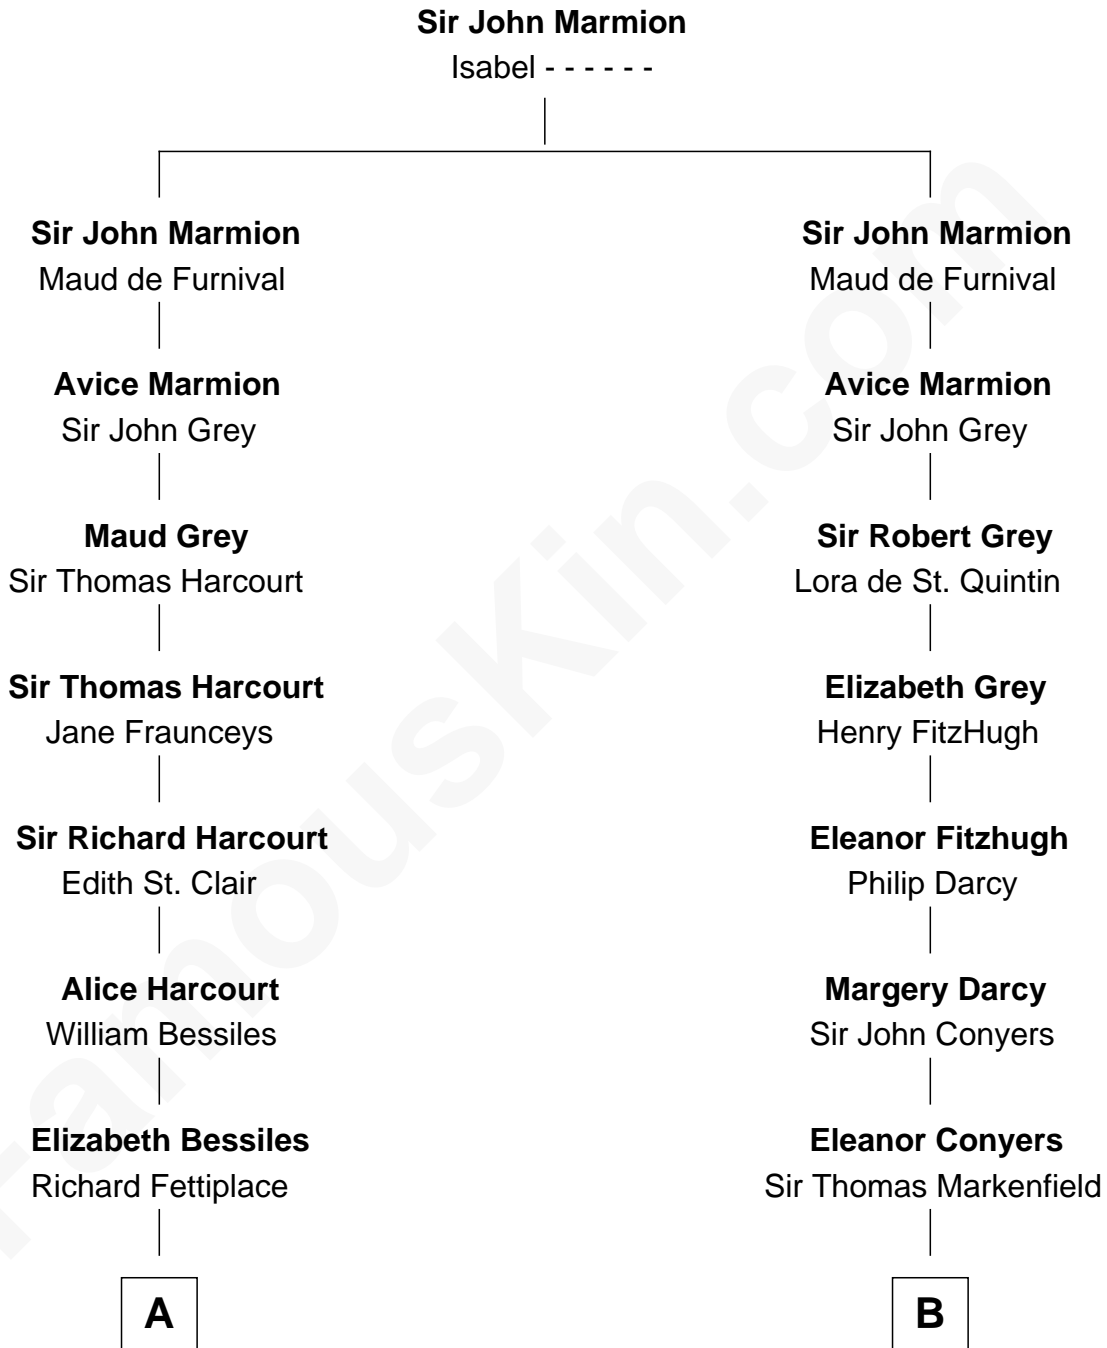 Sir John Marmion
Isabel - - - - - -
Sir John Marmion
Maud de Furnival
Sir John Marmion
Maud de Furnival
Avice Marmion
Sir John Grey
Avice Marmion
Sir John Grey
Maud Grey
Sir Thomas Harcourt
Sir Robert Grey
Lora de St. Quintin
Sir Thomas Harcourt
Jane Fraunceys
Elizabeth Grey
Henry FitzHugh
Sir Richard Harcourt
Edith St. Clair
Eleanor Fitzhugh
Philip Darcy
Alice Harcourt
William Bessiles
Margery Darcy
Sir John Conyers
Elizabeth Bessiles
Richard Fettiplace
Eleanor Conyers
Sir Thomas Markenfield
A
B
FamousKin.com